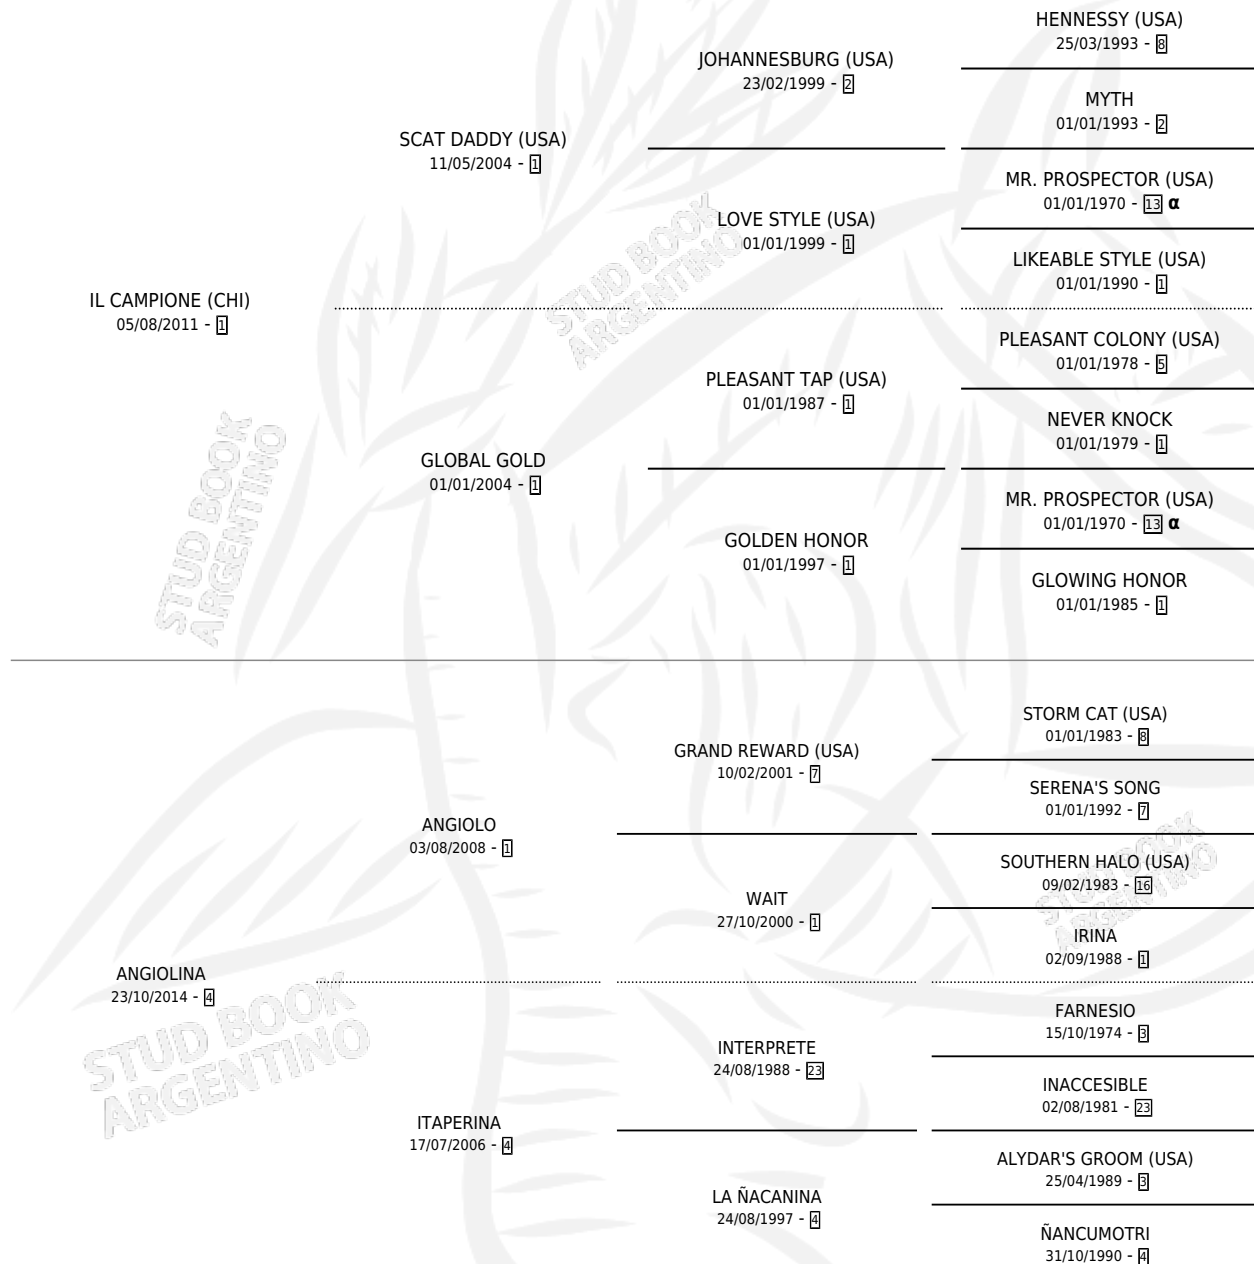 HENNESSY (USA)
25/03/1993 - 8
JOHANNESBURG (USA)
23/02/1999 - 2
MYTH
01/01/1993 - 2
SCAT DADDY (USA)
11/05/2004 - 1
MR. PROSPECTOR (USA)
01/01/1970 - 13 α
LOVE STYLE (USA)
01/01/1999 - 1
LIKEABLE STYLE (USA)
01/01/1990 - 1
IL CAMPIONE (CHI)
05/08/2011 - 1
PLEASANT COLONY (USA)
01/01/1978 - 5
PLEASANT TAP (USA)
01/01/1987 - 1
NEVER KNOCK
01/01/1979 - 1
GLOBAL GOLD
01/01/2004 - 1
MR. PROSPECTOR (USA)
01/01/1970 - 13 α
GOLDEN HONOR
01/01/1997 - 1
GLOWING HONOR
01/01/1985 - 1
STORM CAT (USA)
01/01/1983 - 8
GRAND REWARD (USA)
10/02/2001 - 7
SERENA'S SONG
01/01/1992 - 7
ANGIOLO
03/08/2008 - 1
SOUTHERN HALO (USA)
09/02/1983 - 16
WAIT
27/10/2000 - 1
IRINA
02/09/1988 - 1
ANGIOLINA
23/10/2014 - 4
FARNESIO
15/10/1974 - 3
INTERPRETE
24/08/1988 - 23
INACCESIBLE
02/08/1981 - 23
ITAPERINA
17/07/2006 - 4
ALYDAR'S GROOM (USA)
25/04/1989 - 3
LA ÑACANINA
24/08/1997 - 4
ÑANCUMOTRI
31/10/1990 - 4
STUD BOOK
ARGENTINO
STUD BOOK
ARGENTINO
STUD BOOK
ARGENTINO
STUD BOOK
ARGENTINO